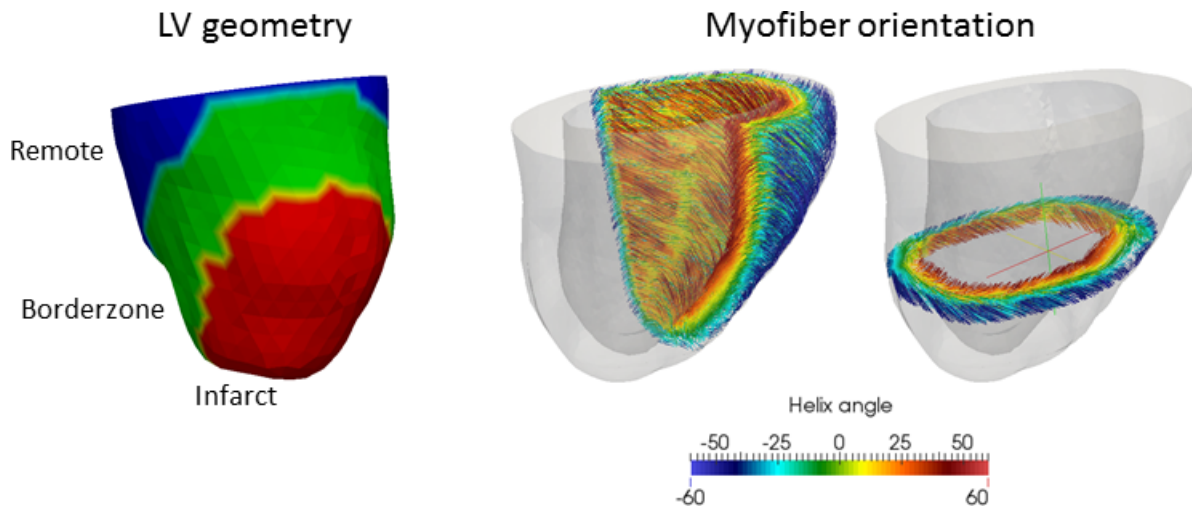 LV geometry
Myofiber orientation
Remote
Borderzone
Infarct
Helix angle
-50 -25 0 25 50
-60 60